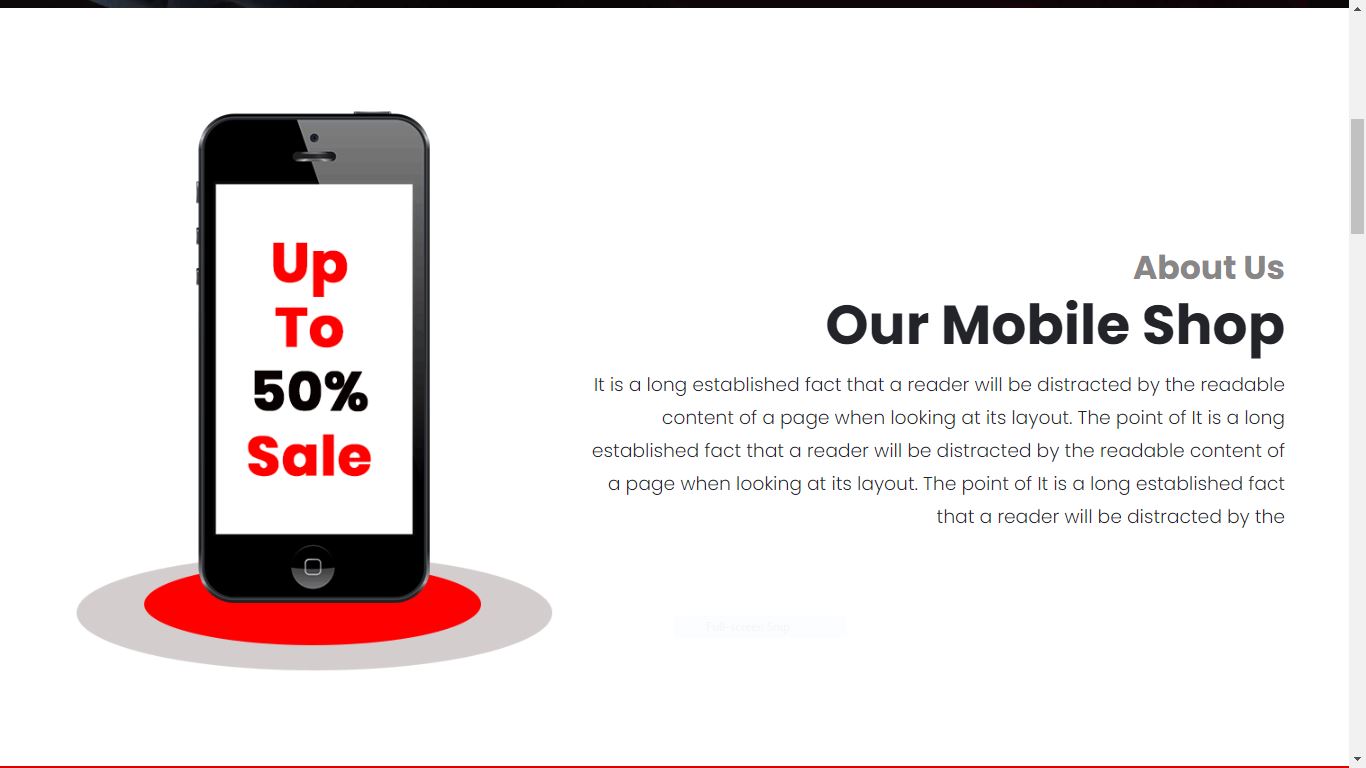 Up
To
50%
Sale
About Us
Our Mobile Shop
It is a long established fact that a reader will be distracted by the readable
content of a page when looking at its layout. The point of It is a long
established fact that a reader will be distracted by the readable content of
a page when looking at its layout. The point of It is a long established fact
that a reader will be distracted by the
Full-screen Snip